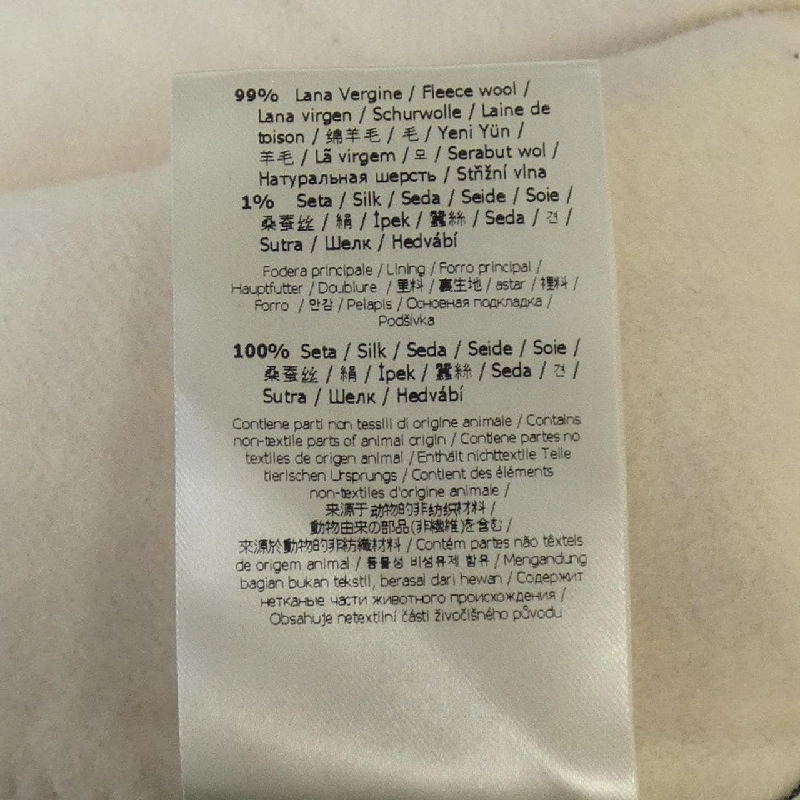 99% Lana Vergine / Fleece wool /
Lana virgen / Schurwolle / Laine de
toison / 绵羊毛 / 毛 / Yeni Yün /
羊毛 / Lã virgem / 모 / Serabut wol /
Натуральная шерсть / Střižní vlna
1% Seta / Silk / Seda / Seide / Soie /
桑蚕丝 / 絹 / İpek / 蠶絲 / Seda / 견 /
Sutra / Шелк / Hedvábí
Fodera principale / Lining / Forro principal /
Hauptfutter / Doublure / 里料 / 裏生地 / astar / 裡料 /
Forro / 안감 / Pelapis / Основная подкладка /
Podšívka
100% Seta / Silk / Seda / Seide / Soie /
桑蚕丝 / 絹 / İpek / 蠶絲 / Seda / 견 /
Sutra / Шелк / Hedvábí
Contiene parti non tessili di origine animale / Contains
non-textile parts of animal origin / Contiene partes no
textiles de origen animal / Enthält nichttextile Teile
tierischen Ursprungs / Contient des éléments
non-textiles d'origine animale /
来源于动物的非纺织材料 /
動物由来の部品(非繊維)を含む /
來源於動物的非紡織材料 / Contém partes não têxteis
de origem animal / 동물성 비섬유제 함유 / Mengandung
bagian bukan tekstil, berasal dari hewan / Содержит
нетканые части животного происхождения /
Obsahuje netextilní části živočišného původu